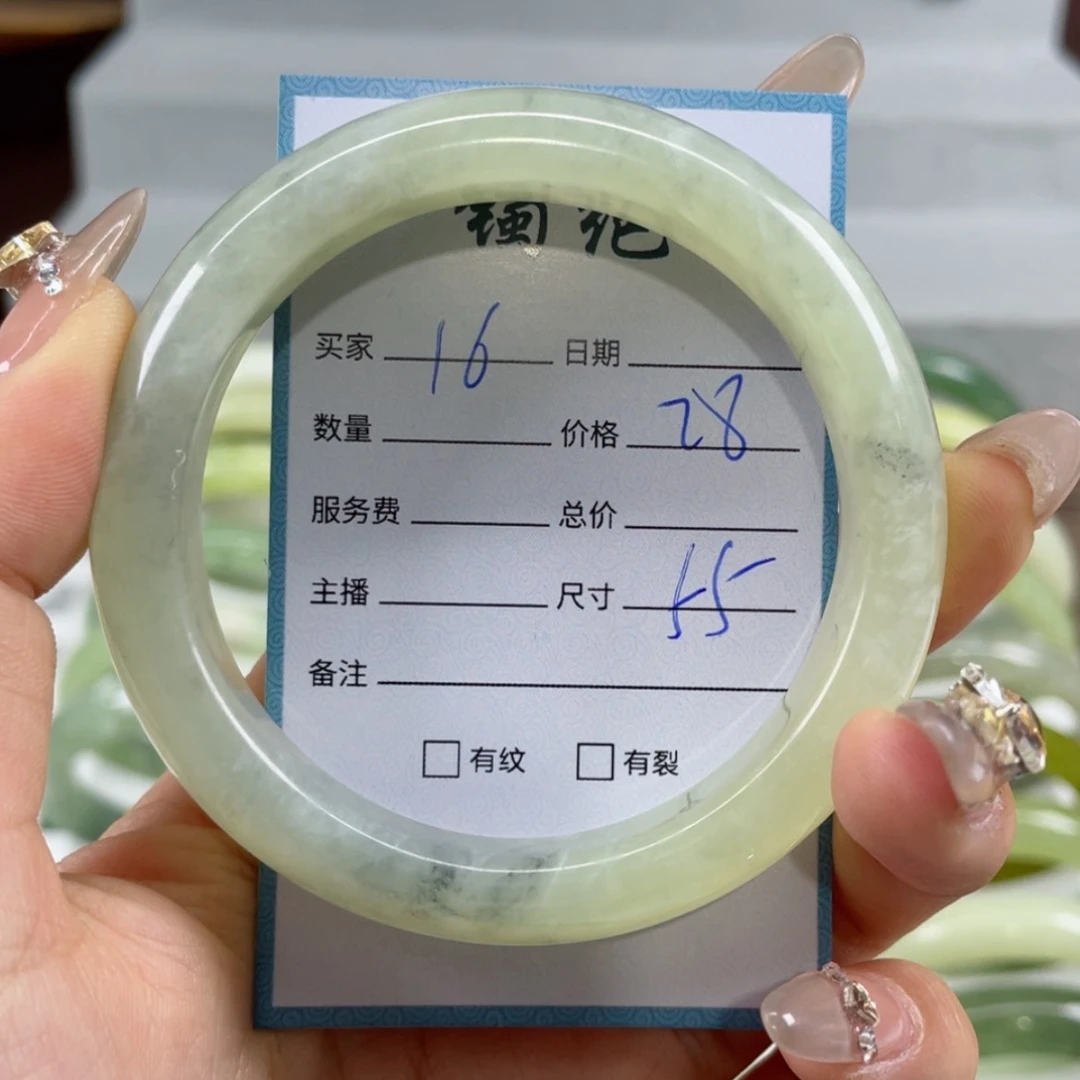 买家 16 日期
数量 价格 28
服务费 总价
主播 尺寸 55
备注
有纹 有裂